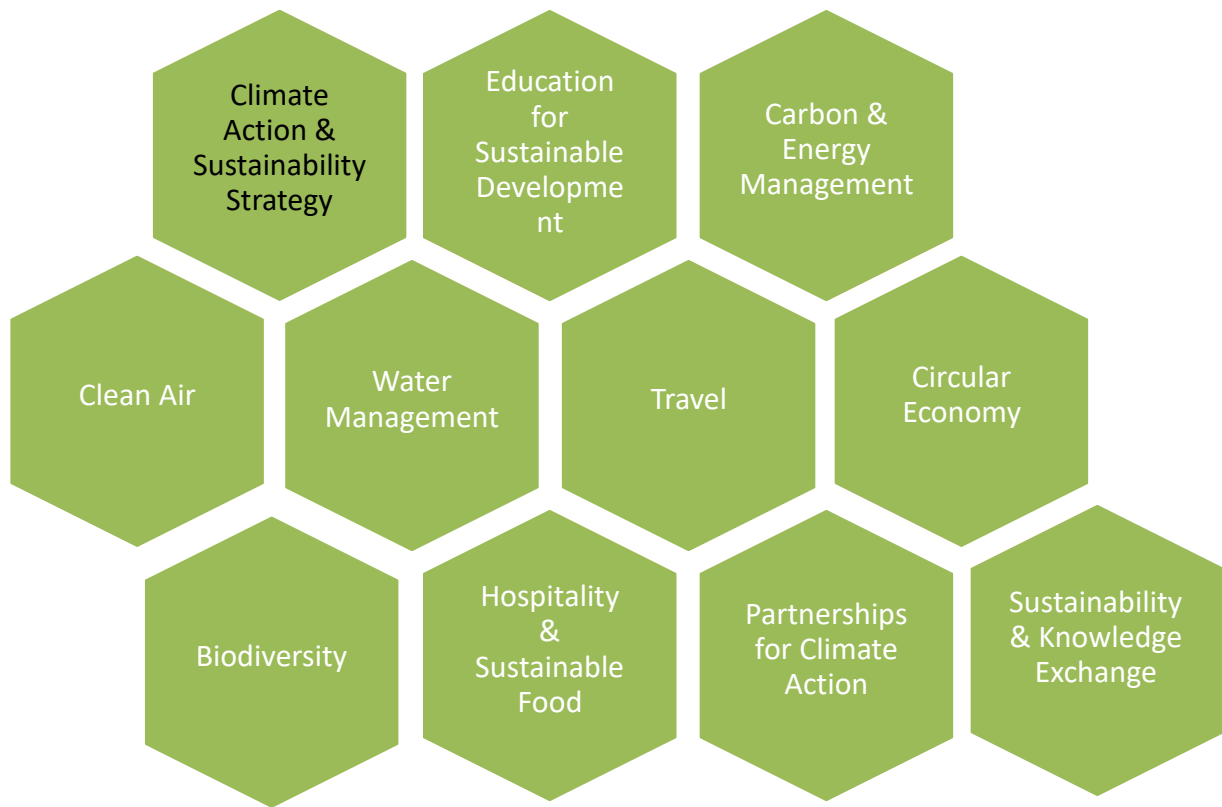 Climate
Action &
Sustainability
Strategy
Education
for
Sustainable
Developme
nt
Carbon &
Energy
Management
Clean Air
Water
Management
Travel
Circular
Economy
Biodiversity
Hospitality
&
Sustainable
Food
Partnerships
for Climate
Action
Sustainability
& Knowledge
Exchange